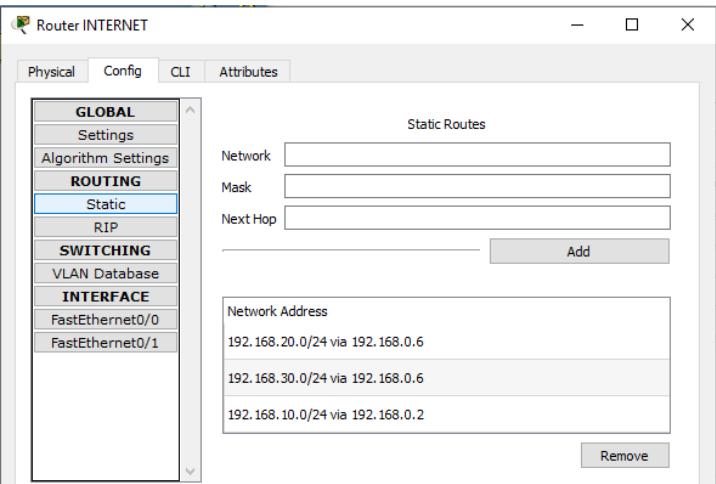 Router INTERNET
Physical Config CLI Attributes
GLOBAL
Settings
Algorithm Settings
ROUTING
Static
RIP
SWITCHING
VLAN Database
INTERFACE
FastEthernet0/0
FastEthernet0/1
Static Routes
Network
Mask
Next Hop
Add
Network Address
192.168.20.0/24 via 192.168.0.6
192.168.30.0/24 via 192.168.0.6
192.168.10.0/24 via 192.168.0.2
Remove